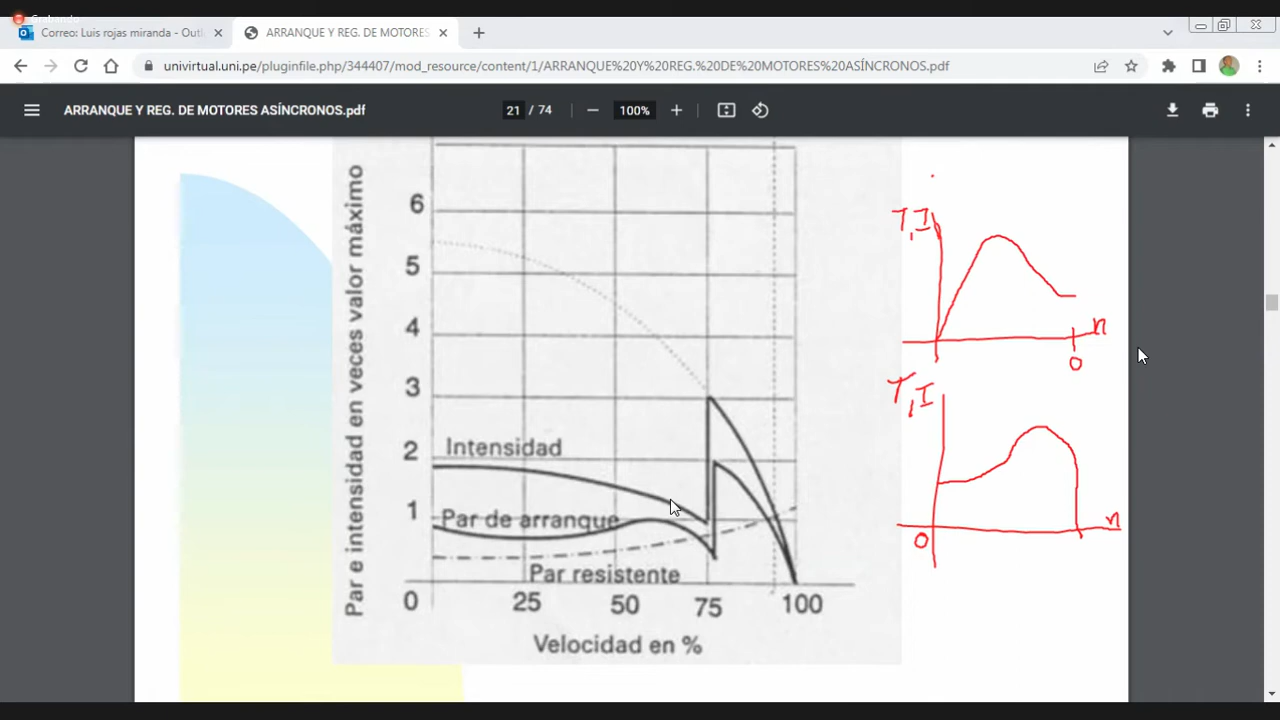 Grabando
Correo: Luis rojas miranda - Outl
ARRANQUE Y REG. DE MOTORES
univirtual.uni.pe/pluginfile.php/344407/mod_resource/content/1/ARRANQUE%20Y%20REG.%20DE%20MOTORES%20ASÍNCRONOS.pdf
ARRANQUE Y REG. DE MOTORES ASÍNCRONOS.pdf
21 / 74
100%
Par e intensidad en veces valor máximo
6
5
4
3
2
1
0
Intensidad
Par de arranque
Par resistente
25
50
75
100
Velocidad en %
T, I
n
0
T, I
n
0